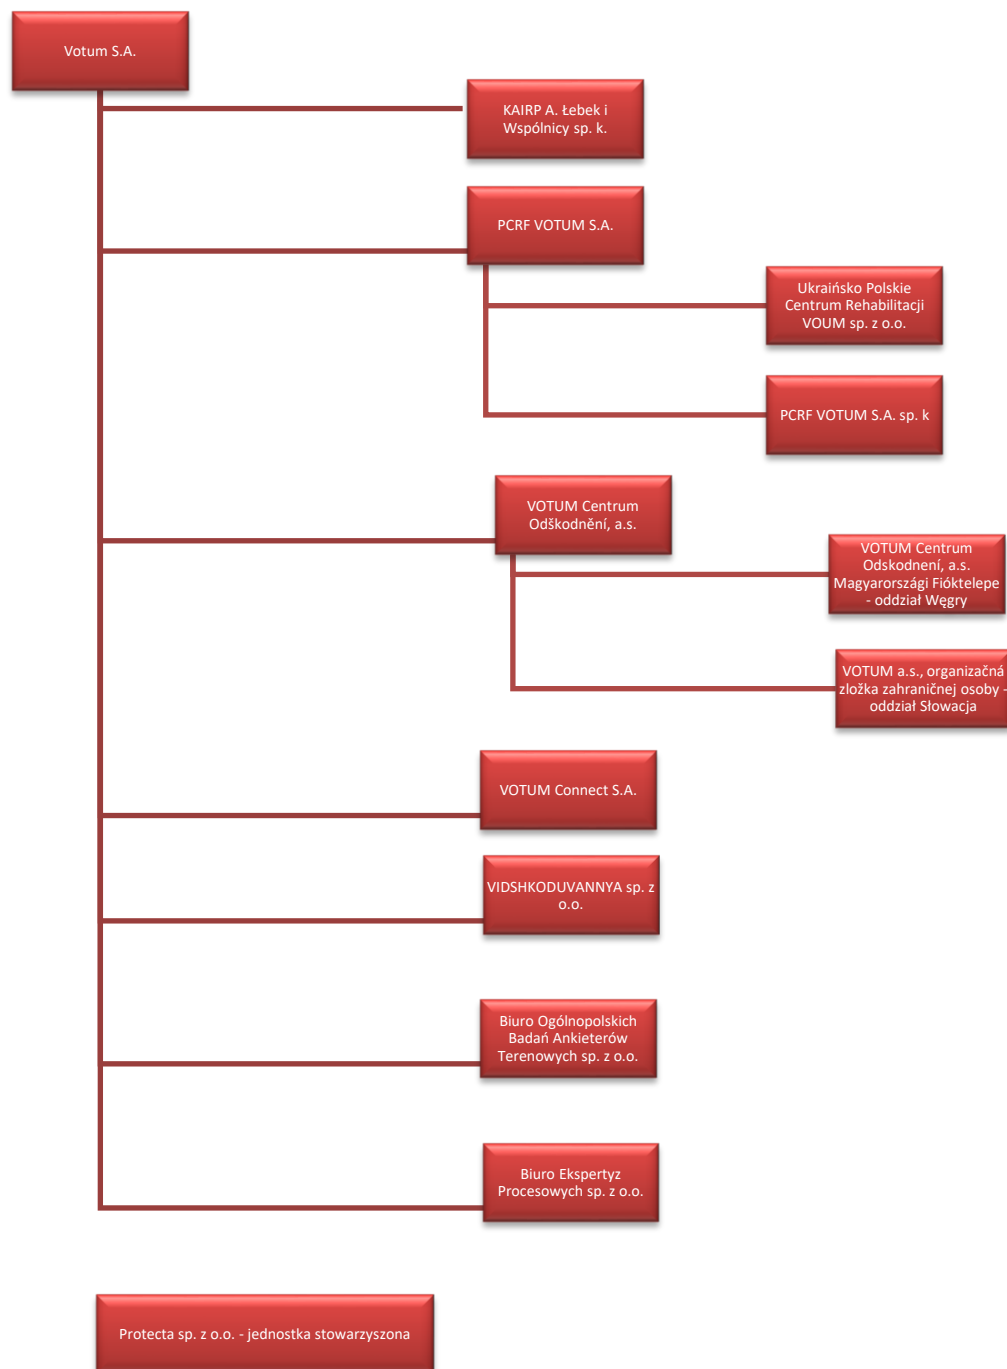 Votum S.A.
KAIRP A. Łebek i
Wspólnicy sp. k.
PCRF VOTUM S.A.
Ukraińsko Polskie
Centrum Rehabilitacji
VOUM sp. z o.o.
PCRF VOTUM S.A. sp. k
VOTUM Centrum
Odškodnění, a.s.
VOTUM Centrum
Odskodnení, a.s.
Magyarországi Fióktelepe
- oddział Węgry
VOTUM a.s., organizačná
zložka zahraničnej osoby -
oddział Słowacja
VOTUM Connect S.A.
VIDSHKODUVANNYA sp. z
o.o.
Biuro Ogólnopolskich
Badań Ankieterów
Terenowych sp. z o.o.
Biuro Ekspertyz
Procesowych sp. z o.o.
Protecta sp. z o.o. - jednostka stowarzyszona